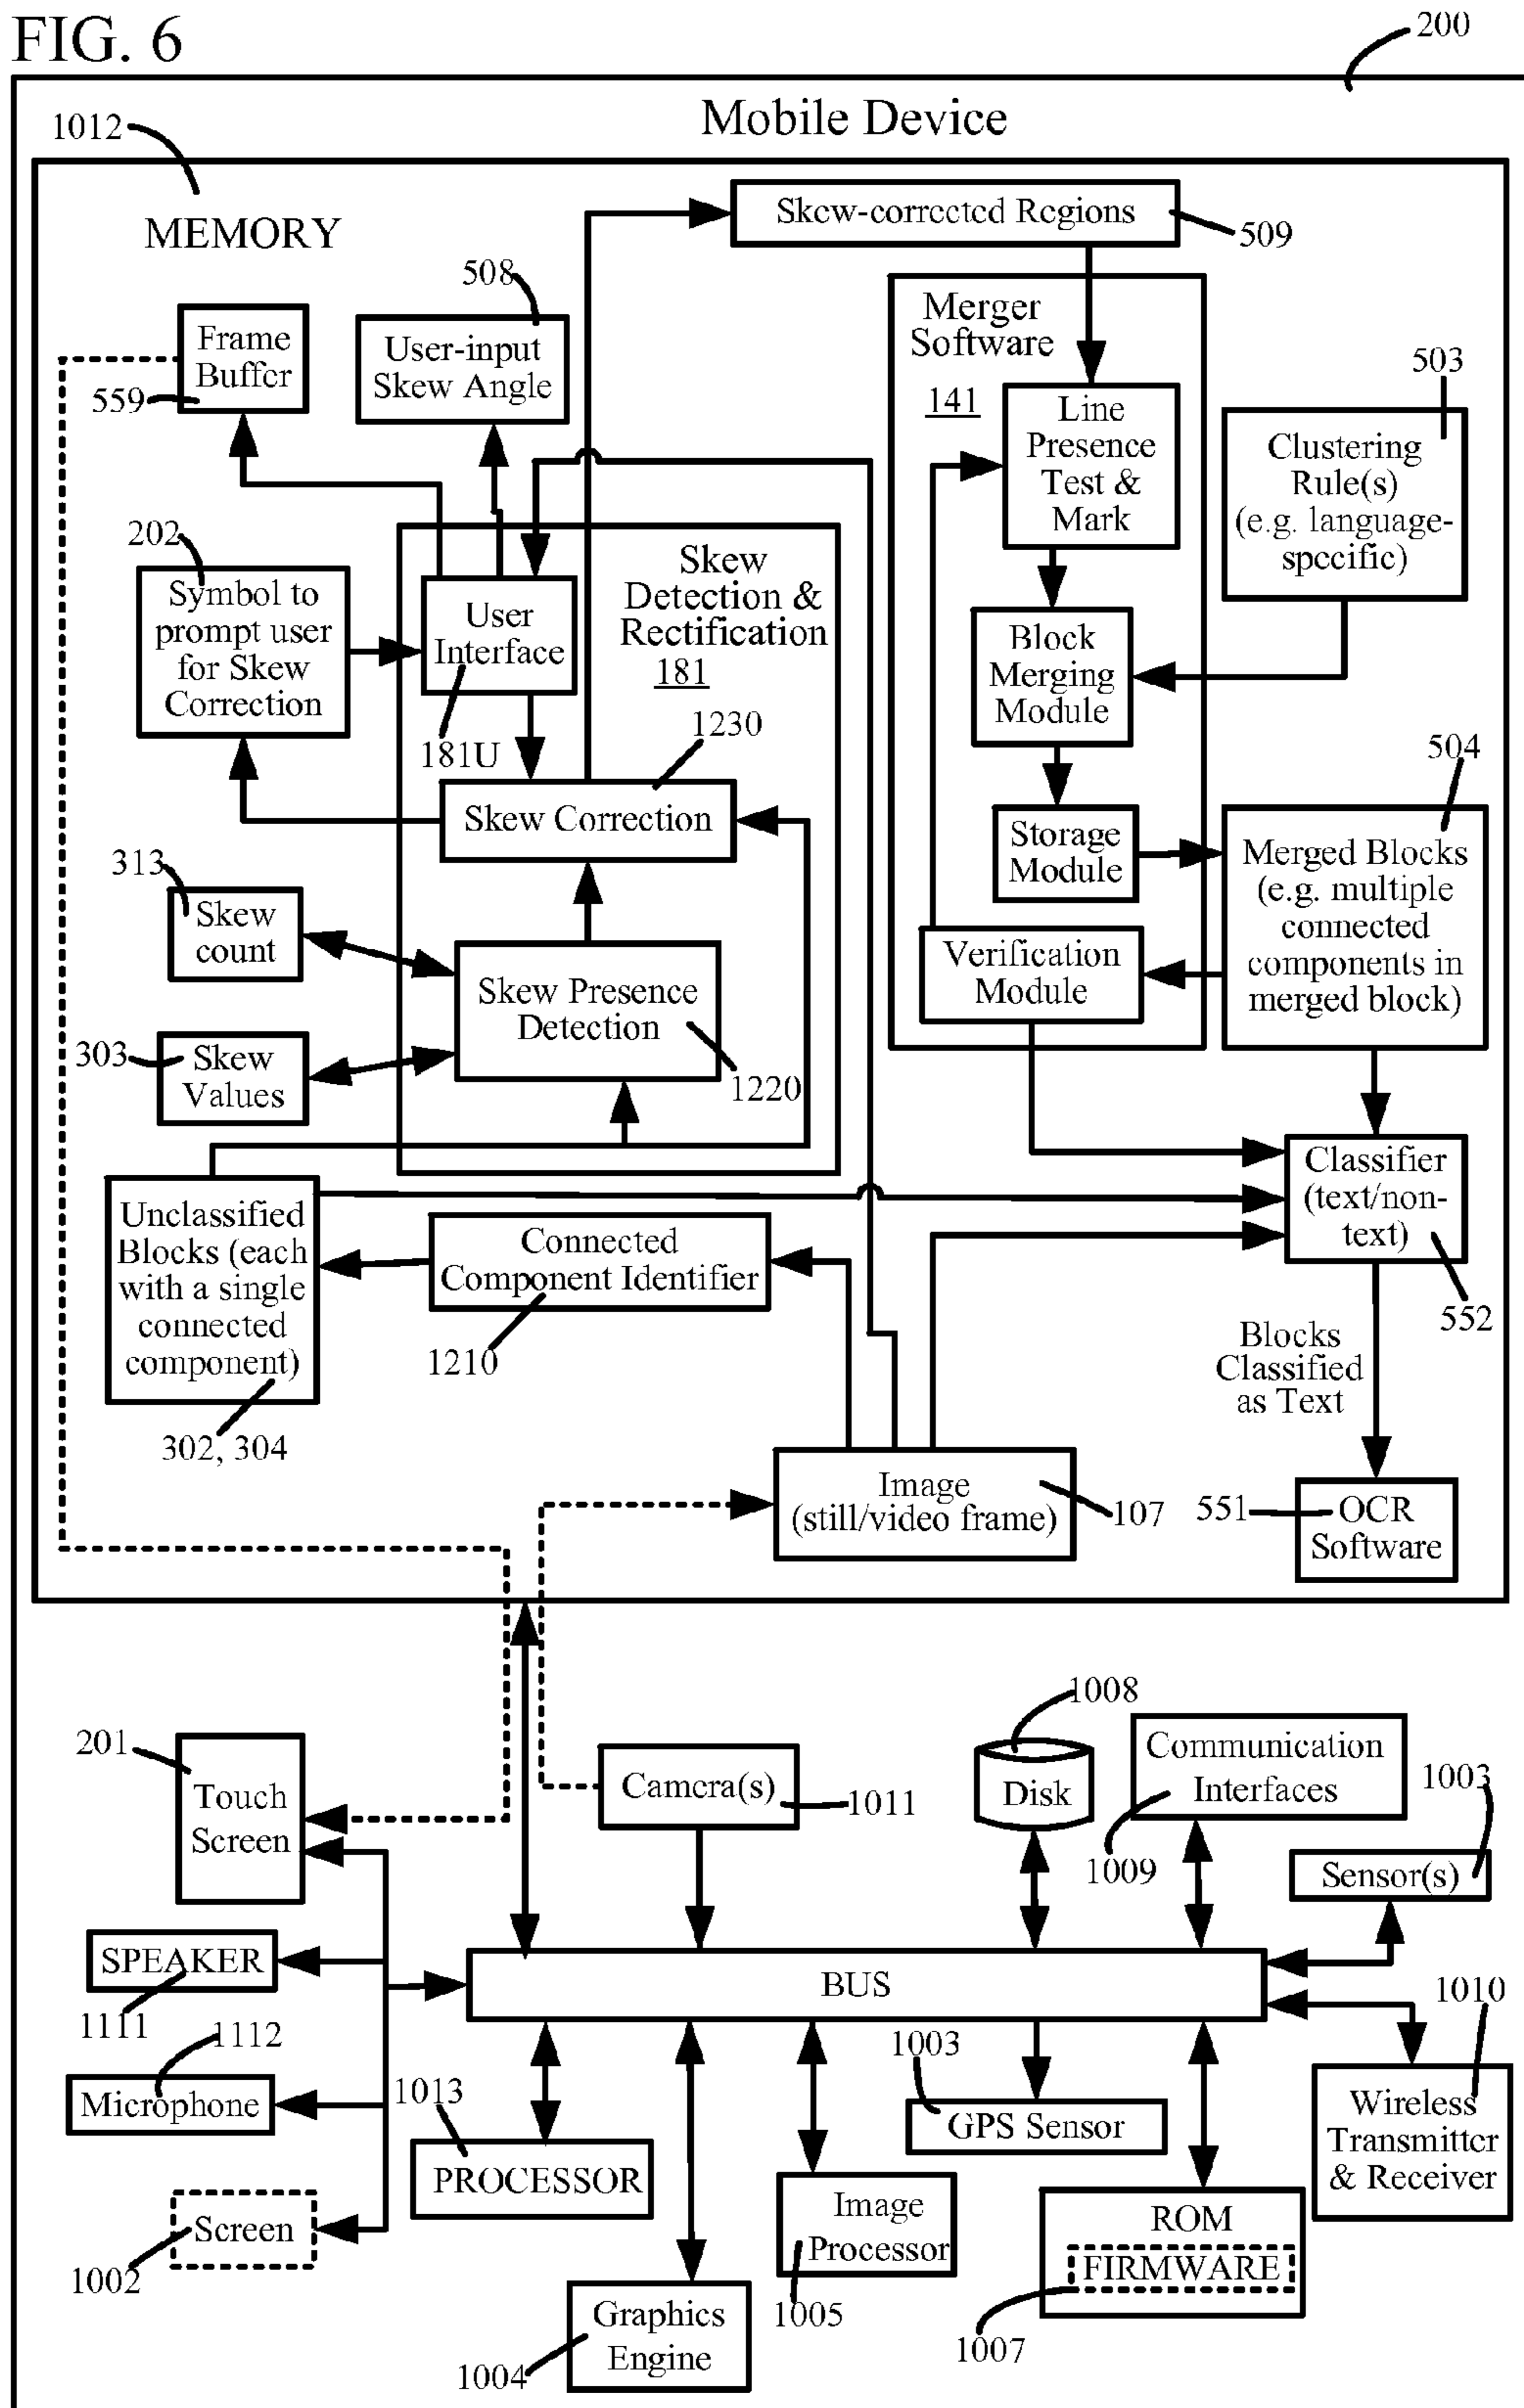 FIG. 6
200
Mobile Device
1012
MEMORY
Skew-corrected Regions
509
508
Frame
Buffer
559
User-input
Skew Angle
Merger
Software
141
Line
Presence
Test &
Mark
503
Clustering
Rule(s)
(e.g. language-
specific)
202
Symbol to
prompt user
for Skew
Correction
User
Interface
181U
Skew
Detection &
Rectification
181
1230
Skew Correction
Block
Merging
Module
504
Storage
Module
Merged Blocks
(e.g. multiple
connected
components in
merged block)
313
Skew
count
Skew Presence
Detection
1220
Verification
Module
303
Skew
Values
Classifier
(text/non-
text)
552
Unclassified
Blocks (each
with a single
connected
component)
302, 304
Connected
Component Identifier
1210
Blocks
Classified
as Text
Image
(still/video frame)
107
551
OCR
Software
201
Touch
Screen
Camera(s)
1011
1008
Disk
Communication
Interfaces
1009
1003
Sensor(s)
SPEAKER
1111
BUS
1112
Microphone
1013
PROCESSOR
1003
GPS Sensor
1010
Wireless
Transmitter
& Receiver
Screen
1002
Graphics
Engine
1004
Image
Processor
1005
ROM
FIRMWARE
1007